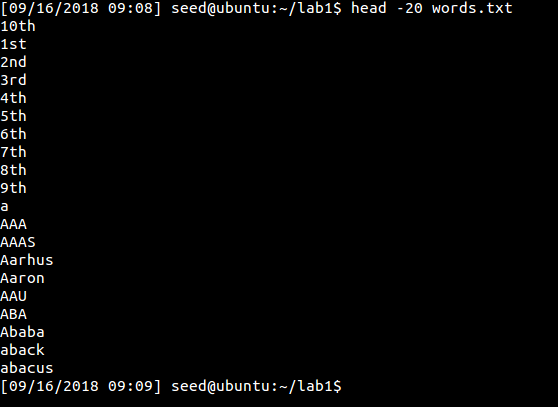 [09/16/2018 09:08] seed@ubuntu:~/lab1$ head -20 words.txt
10th
1st
2nd
3rd
4th
5th
6th
7th
8th
9th
a
AAA
AAAS
Aarhus
Aaron
AAU
ABA
Ababa
aback
abacus
[09/16/2018 09:09] seed@ubuntu:~/lab1$